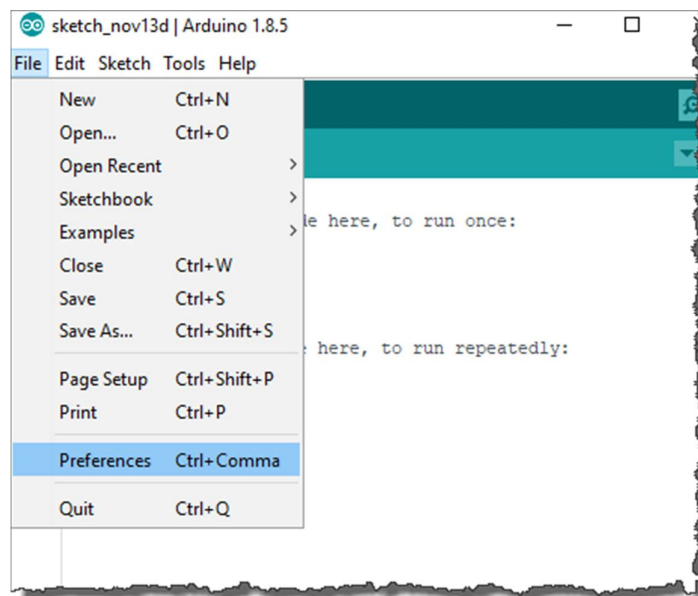 sketch_nov13d | Arduino 1.8.5
File Edit Sketch Tools Help
New Ctrl+N
Open... Ctrl+O
Open Recent
Sketchbook
Examples
Close Ctrl+W
Save Ctrl+S
Save As... Ctrl+Shift+S
Page Setup Ctrl+Shift+P
Print Ctrl+P
Preferences Ctrl+Comma
Quit Ctrl+Q
here, to run once:
here, to run repeatedly: